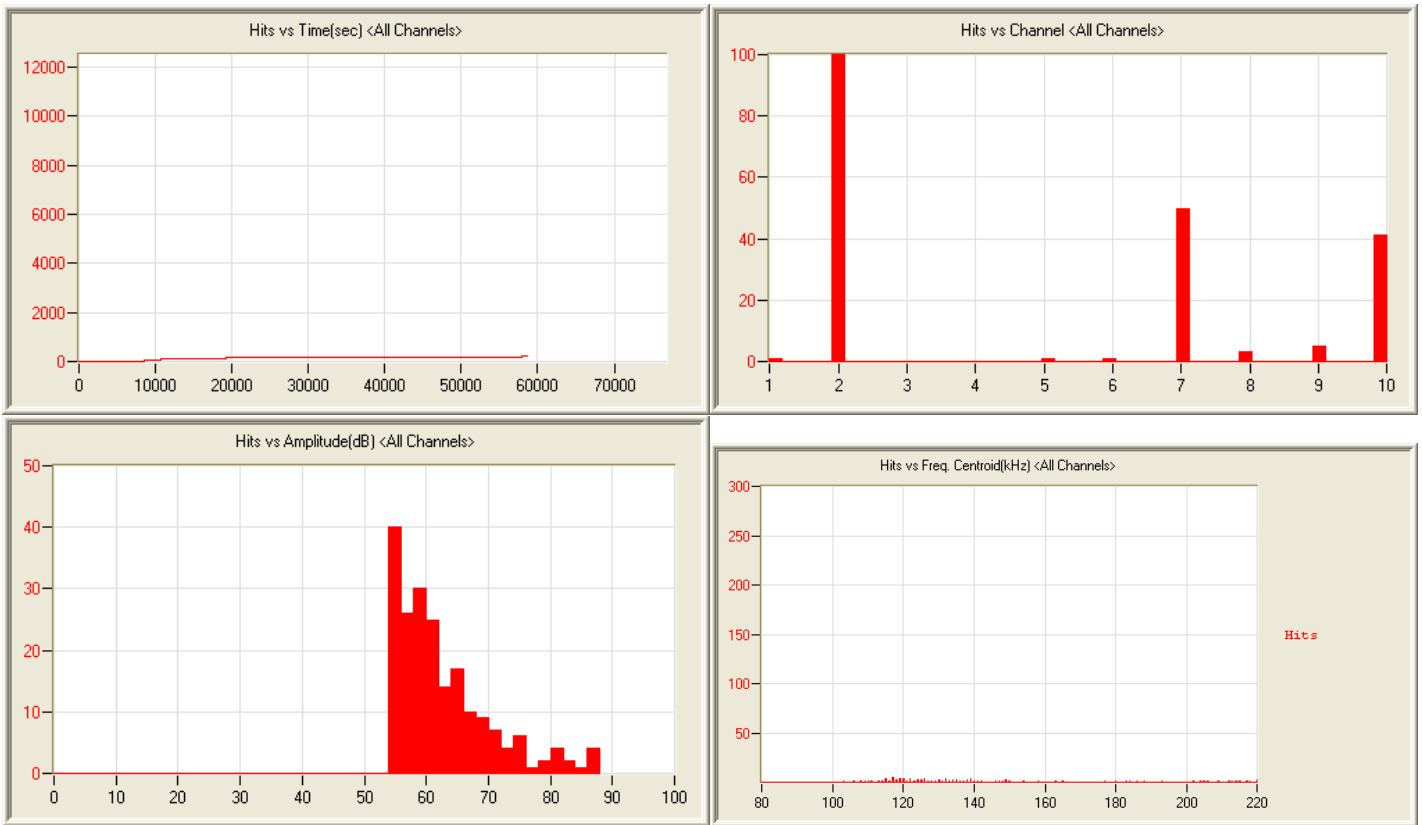 Hits vs Time(sec) <All Channels>
12000
10000
8000
6000
4000
2000
0
0 10000 20000 30000 40000 50000 60000 70000
Hits vs Channel <All Channels>
100
80
60
40
20
0
1 2 3 4 5 6 7 8 9 10
Hits vs Amplitude(dB) <All Channels>
50
40
30
20
10
0
0 10 20 30 40 50 60 70 80 90 100
Hits vs Freq. Centroid(kHz) <All Channels>
300
250
200
150
100
50
80 100 120 140 160 180 200 220
Hits